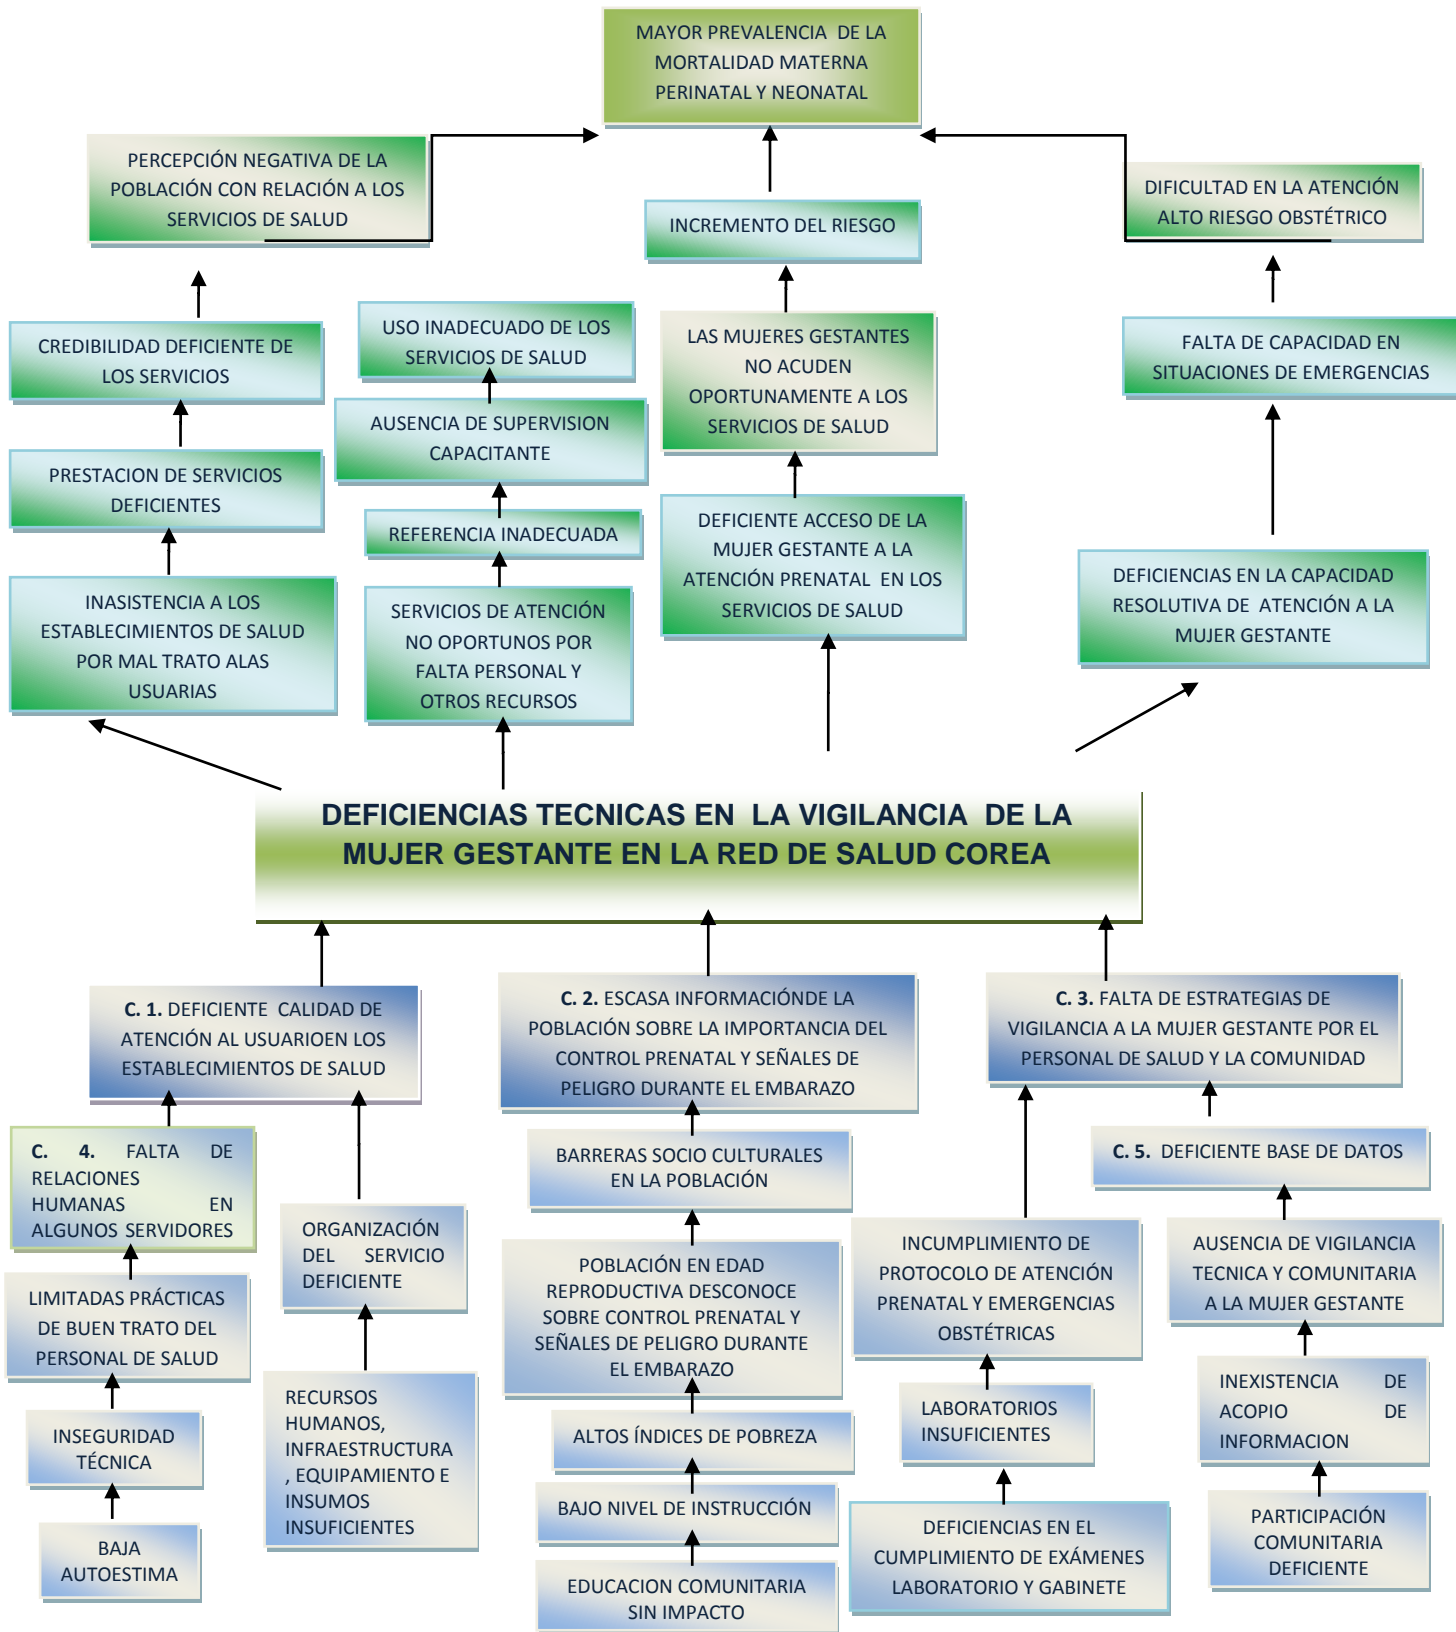 MAYOR PREVALENCIA DE LA
MORTALIDAD MATERNA
PERINATAL Y NEONATAL
PERCEPCIÓN NEGATIVA DE LA
POBLACIÓN CON RELACIÓN A LOS
SERVICIOS DE SALUD
INCREMENTO DEL RIESGO
DIFICULTAD EN LA ATENCIÓN
ALTO RIESGO OBSTÉTRICO
CREDIBILIDAD DEFICIENTE DE
LOS SERVICIOS
USO INADECUADO DE LOS
SERVICIOS DE SALUD
LAS MUJERES GESTANTES
NO ACUDEN
OPORTUNAMENTE A LOS
SERVICIOS DE SALUD
FALTA DE CAPACIDAD EN
SITUACIONES DE EMERGENCIAS
PRESTACION DE SERVICIOS
DEFICIENTES
AUSENCIA DE SUPERVISION
CAPACITANTE
REFERENCIA INADECUADA
DEFICIENTE ACCESO DE LA
MUJER GESTANTE A LA
ATENCIÓN PRENATAL EN LOS
SERVICIOS DE SALUD
DEFICIENCIAS EN LA CAPACIDAD
RESOLUTIVA DE ATENCIÓN A LA
MUJER GESTANTE
INASISTENCIA A LOS
ESTABLECIMIENTOS DE SALUD
POR MAL TRATO ALAS
USUARIAS
SERVICIOS DE ATENCIÓN
NO OPORTUNOS POR
FALTA PERSONAL Y
OTROS RECURSOS
DEFICIENCIAS TECNICAS EN LA VIGILANCIA DE LA
MUJER GESTANTE EN LA RED DE SALUD COREA
C. 1. DEFICIENTE CALIDAD DE
ATENCIÓN AL USUARIOEN LOS
ESTABLECIMIENTOS DE SALUD
C. 2. ESCASA INFORMACIÓNDE LA
POBLACIÓN SOBRE LA IMPORTANCIA DEL
CONTROL PRENATAL Y SEÑALES DE
PELIGRO DURANTE EL EMBARAZO
C. 3. FALTA DE ESTRATEGIAS DE
VIGILANCIA A LA MUJER GESTANTE POR EL
PERSONAL DE SALUD Y LA COMUNIDAD
C. 4. FALTA DE
RELACIONES
HUMANAS EN
ALGUNOS SERVIDORES
ORGANIZACIÓN
DEL SERVICIO
DEFICIENTE
BARRERAS SOCIO CULTURALES
EN LA POBLACIÓN
C. 5. DEFICIENTE BASE DE DATOS
LIMITADAS PRÁCTICAS
DE BUEN TRATO DEL
PERSONAL DE SALUD
POBLACIÓN EN EDAD
REPRODUCTIVA DESCONOCE
SOBRE CONTROL PRENATAL Y
SEÑALES DE PELIGRO DURANTE
EL EMBARAZO
INCUMPLIMIENTO DE
PROTOCOLO DE ATENCIÓN
PRENATAL Y EMERGENCIAS
OBSTÉTRICAS
AUSENCIA DE VIGILANCIA
TECNICA Y COMUNITARIA
A LA MUJER GESTANTE
INSEGURIDAD
TÉCNICA
RECURSOS
HUMANOS,
INFRAESTRUCTURA
, EQUIPAMIENTO E
INSUMOS
INSUFICIENTES
ALTOS ÍNDICES DE POBREZA
LABORATORIOS
INSUFICIENTES
INEXISTENCIA DE
ACOPIO DE
INFORMACION
BAJA
AUTOESTIMA
BAJO NIVEL DE INSTRUCCIÓN
EDUCACION COMUNITARIA
SIN IMPACTO
DEFICIENCIAS EN EL
CUMPLIMIENTO DE EXÁMENES
LABORATORIO Y GABINETE
PARTICIPACIÓN
COMUNITARIA
DEFICIENTE